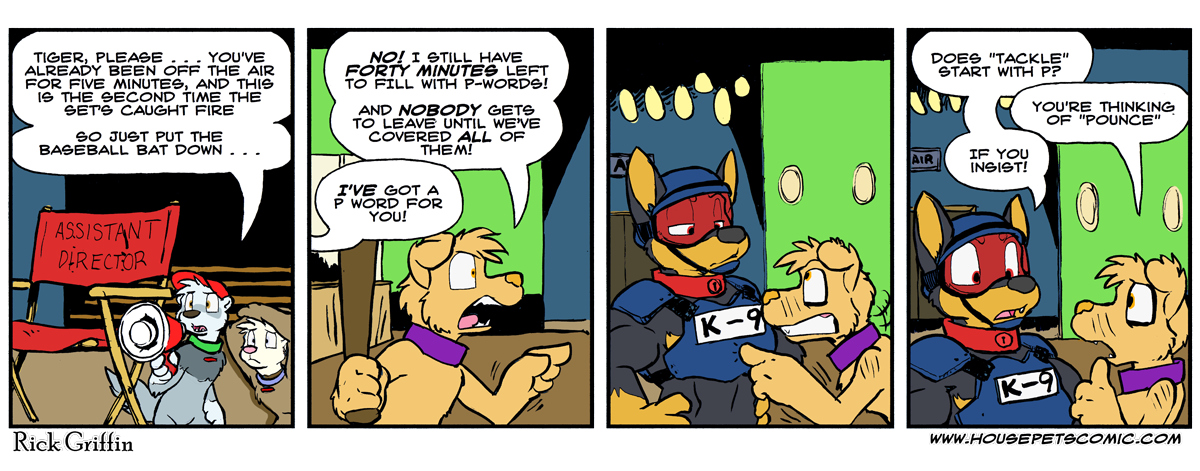 TIGER, PLEASE . . . YOU'VE
ALREADY BEEN OFF THE AIR
FOR FIVE MINUTES, AND THIS
IS THE SECOND TIME THE
SET'S CAUGHT FIRE
SO JUST PUT THE
BASEBALL BAT DOWN . . .
ASSISTANT
DIRECTOR
NO! I STILL HAVE
FORTY MINUTES LEFT
TO FILL WITH P-WORDS!
AND NOBODY GETS
TO LEAVE UNTIL WE'VE
COVERED ALL OF
THEM!
I'VE GOT A
P WORD FOR
YOU!
A
K-9
DOES "TACKLE"
START WITH P?
YOU'RE THINKING
OF "POUNCE"
IF YOU
INSIST!
AIR
K-9
Rick Griffin
WWW.HOUSEPETSCOMIC.COM